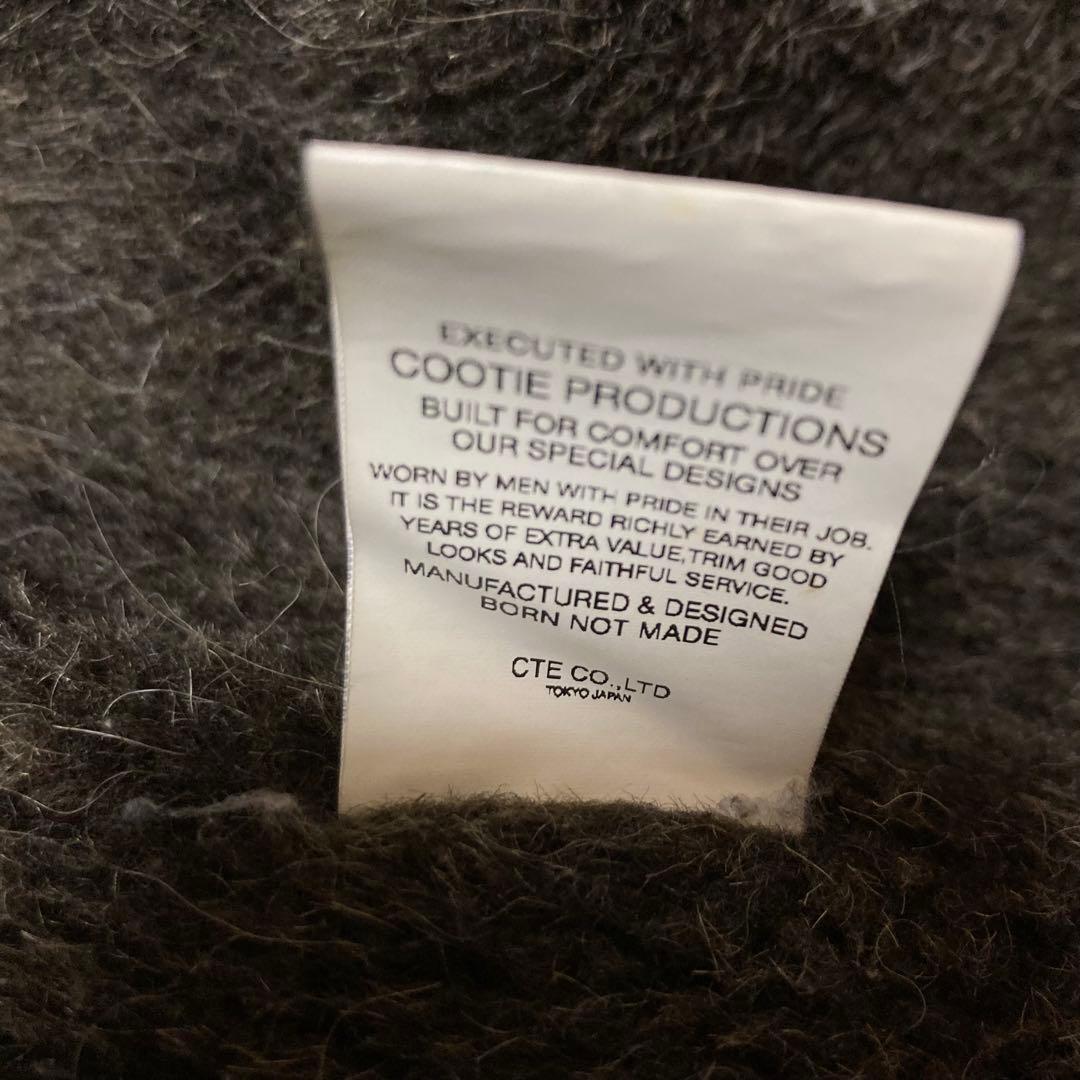 EXECUTED WITH PRIDE
COOTIE PRODUCTIONS
BUILT FOR COMFORT OVER
OUR SPECIAL DESIGNS
WORN BY MEN WITH PRIDE IN THEIR JOB.
IT IS THE REWARD RICHLY EARNED BY
YEARS OF EXTRA VALUE,TRIM GOOD
LOOKS AND FAITHFUL SERVICE.
MANUFACTURED & DESIGNED
BORN NOT MADE
CTE CO.,LTD
TOKYO JAPAN